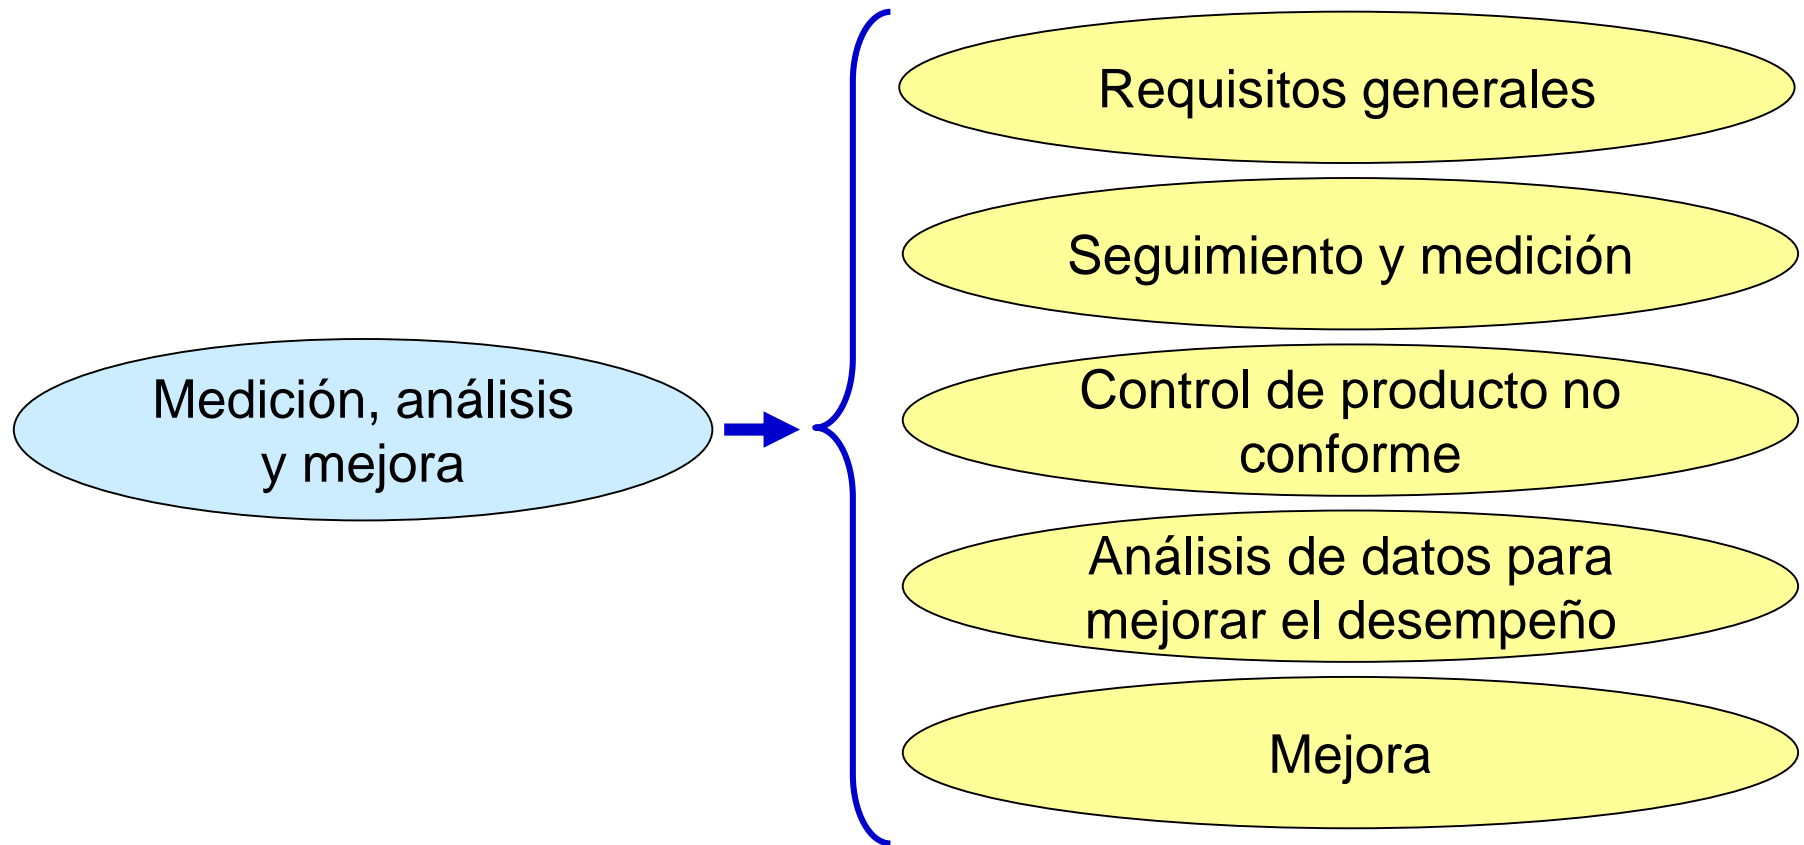 Requisitos generales
Seguimiento y medición
Medición, análisis
y mejora
Control de producto no
conforme
Análisis de datos para
mejorar el desempeño
Mejora